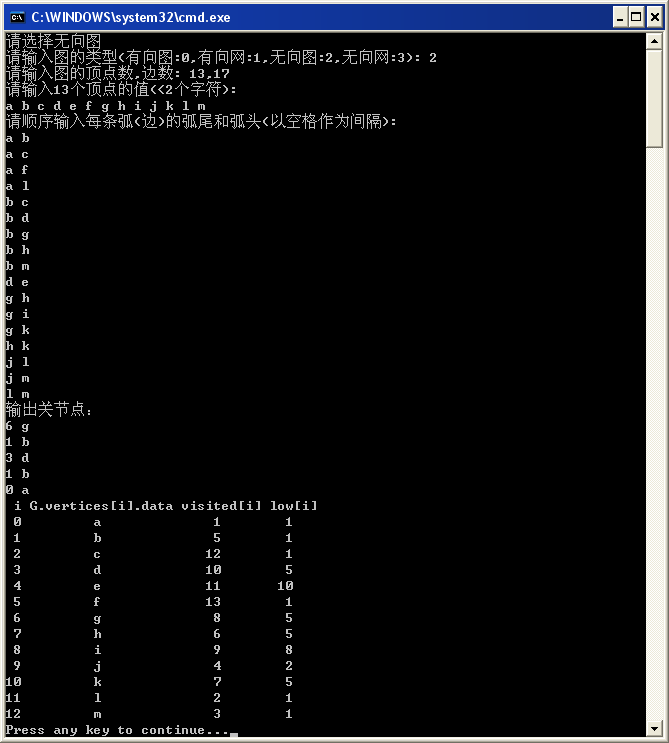 C:\WINDOWS\system32\cmd.exe
请选择无向图
请输入图的类型(有向图:0,有向网:1,无向图:2,无向网:3): 2
请输入图的顶点数,边数: 13,17
请输入13个顶点的值(<2个字符):
a b c d e f g h i j k l m
请顺序输入每条弧(边)的弧尾和弧头(以空格作为间隔):
a b
a c
a f
a l
b c
b d
b g
b h
b m
d e
g h
g i
g k
h k
j l
j m
l m
输出关节点:
6 g
1 b
3 d
1 b
0 a
i G.vertices[i].data visited[i] low[i]
0 a 1 1
1 b 5 1
2 c 12 1
3 d 10 5
4 e 11 10
5 f 13 1
6 g 8 5
7 h 6 5
8 i 9 8
9 j 4 2
10 k 7 5
11 l 2 1
12 m 3 1
Press any key to continue...